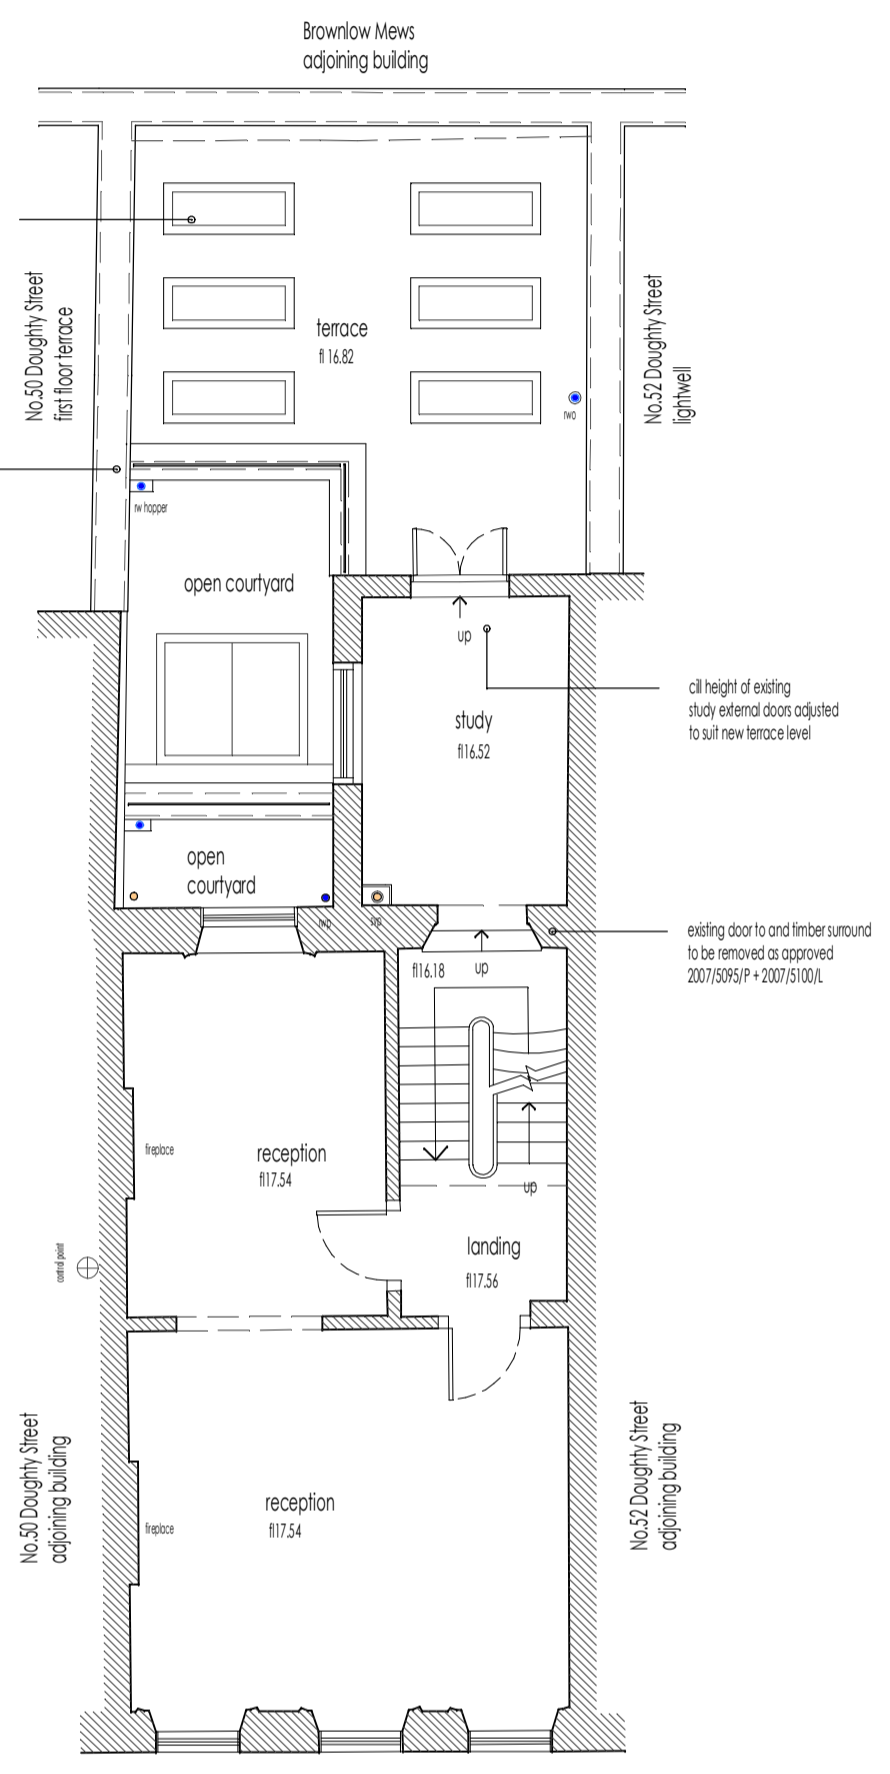 Brownlow Mews
adjoining building
No.50 Doughty Street
first floor terrace
terrace
fl 16.82
No.52 Doughty Street
lightwell
rwo
rw hopper
open courtyard
up
study
fl16.52
cill height of existing
study external doors adjusted
to suit new terrace level
open
courtyard
rwp
svp
existing door to and timber surround
to be removed as approved
2007/5095/P + 2007/5100/L
fl16.18
up
fireplace
reception
fl17.54
up
landing
fl17.56
control point
No.50 Doughty Street
adjoining building
reception
fl17.54
fireplace
No.52 Doughty Street
adjoining building